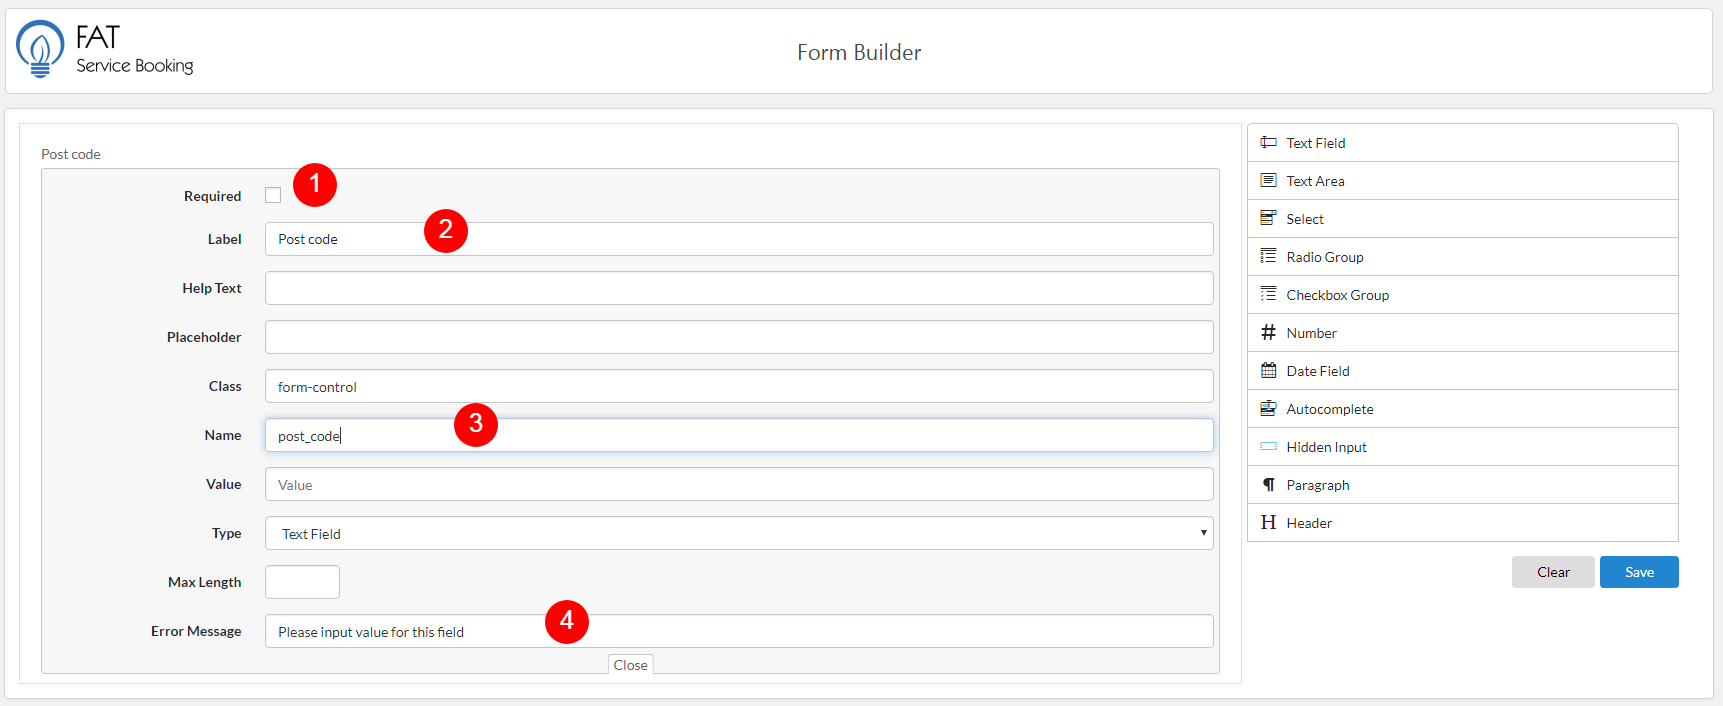 FAT
Service Booking
Form Builder
Post code
Required
1
Label
Post code
2
Help Text
Placeholder
Class
form-control
Name
post_code
3
Value
Value
Type
Text Field
Max Length
Error Message
Please input value for this field
4
Close
Text Field
Text Area
Select
Radio Group
Checkbox Group
# Number
Date Field
Autocomplete
Hidden Input
¶ Paragraph
H Header
Clear
Save